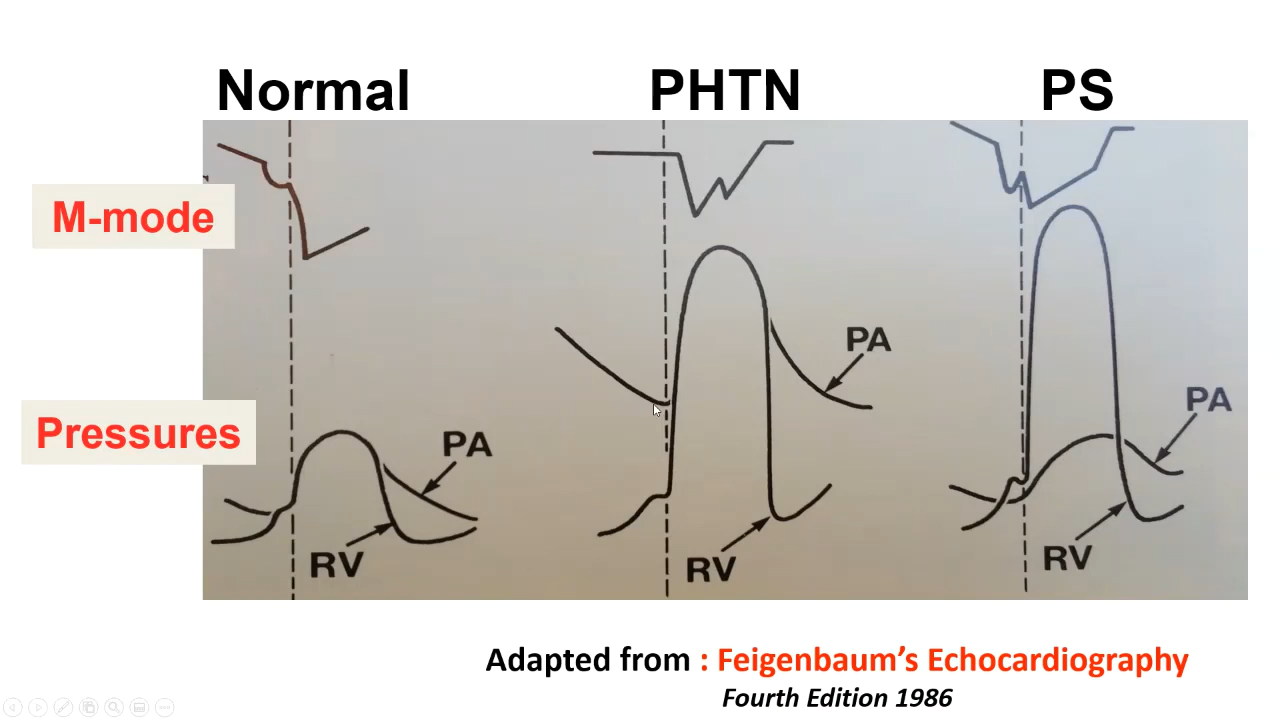 Normal PHTN PS
M-mode
Pressures
PA
RV
PA
RV
PA
RV
Adapted from : Feigenbaum’s Echocardiography
Fourth Edition 1986